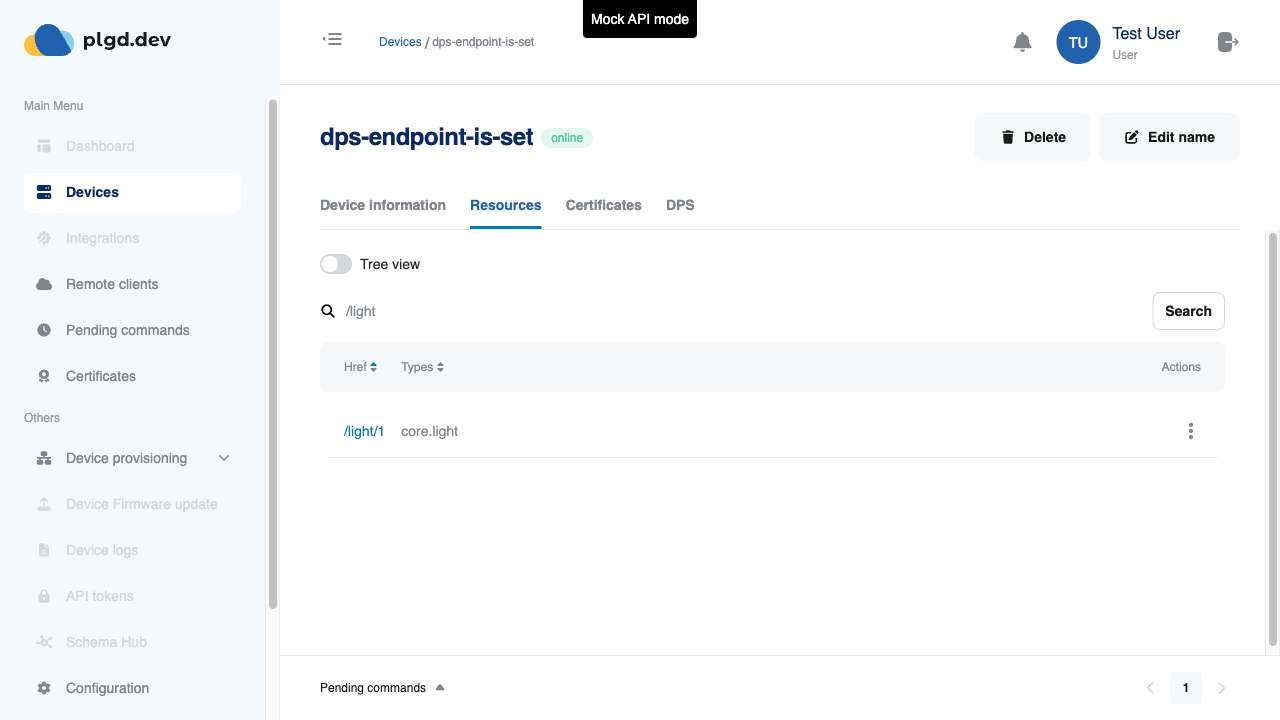 Mock API mode
plgd.dev
Devices / dps-endpoint-is-set
TU
Test User
User
Main Menu
Dashboard
Devices
Integrations
Remote clients
Pending commands
Certificates
Others
Device provisioning
Device Firmware update
Device logs
API tokens
Schema Hub
Configuration
dps-endpoint-is-set
online
Delete
Edit name
Device information
Resources
Certificates
DPS
Tree view
/light
Search
Href
Types
Actions
/light/1
core.light
Pending commands
1